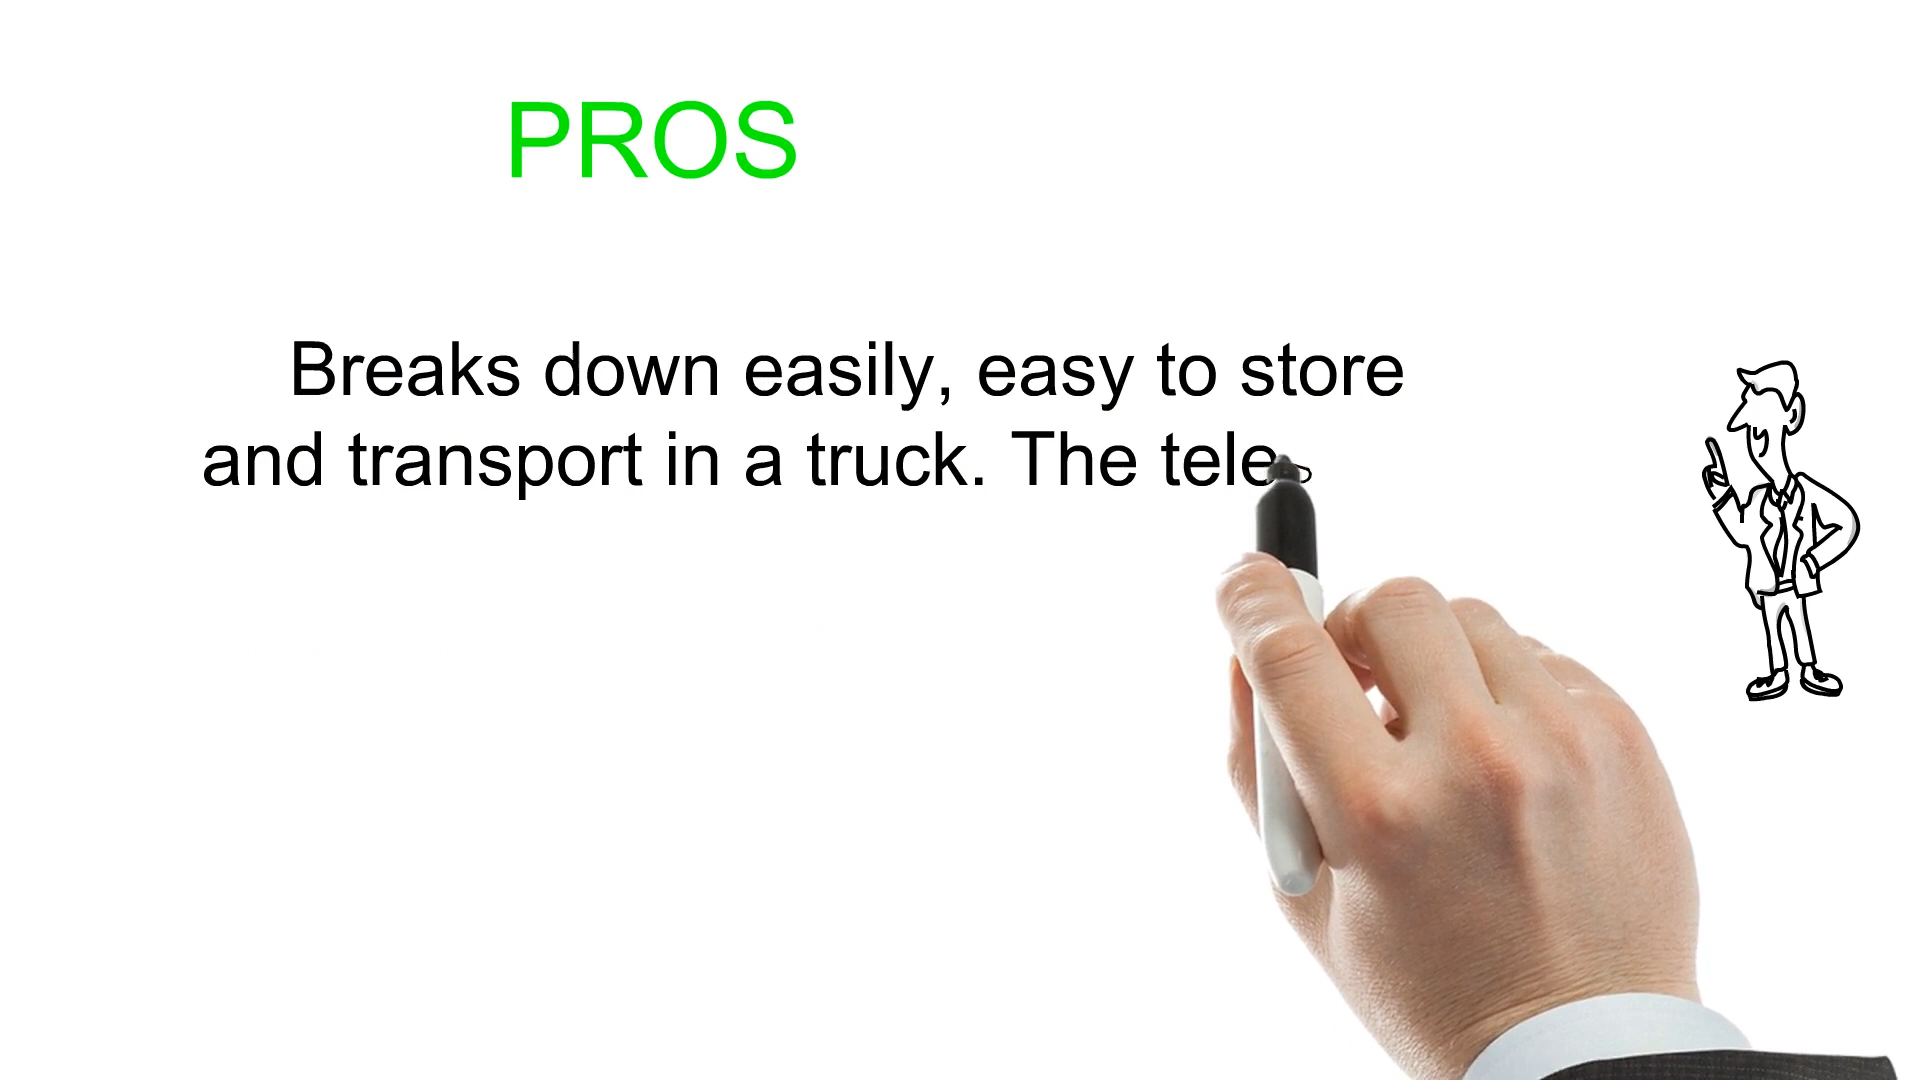 PROS
Breaks down easily, easy to store
and transport in a truck. The tele